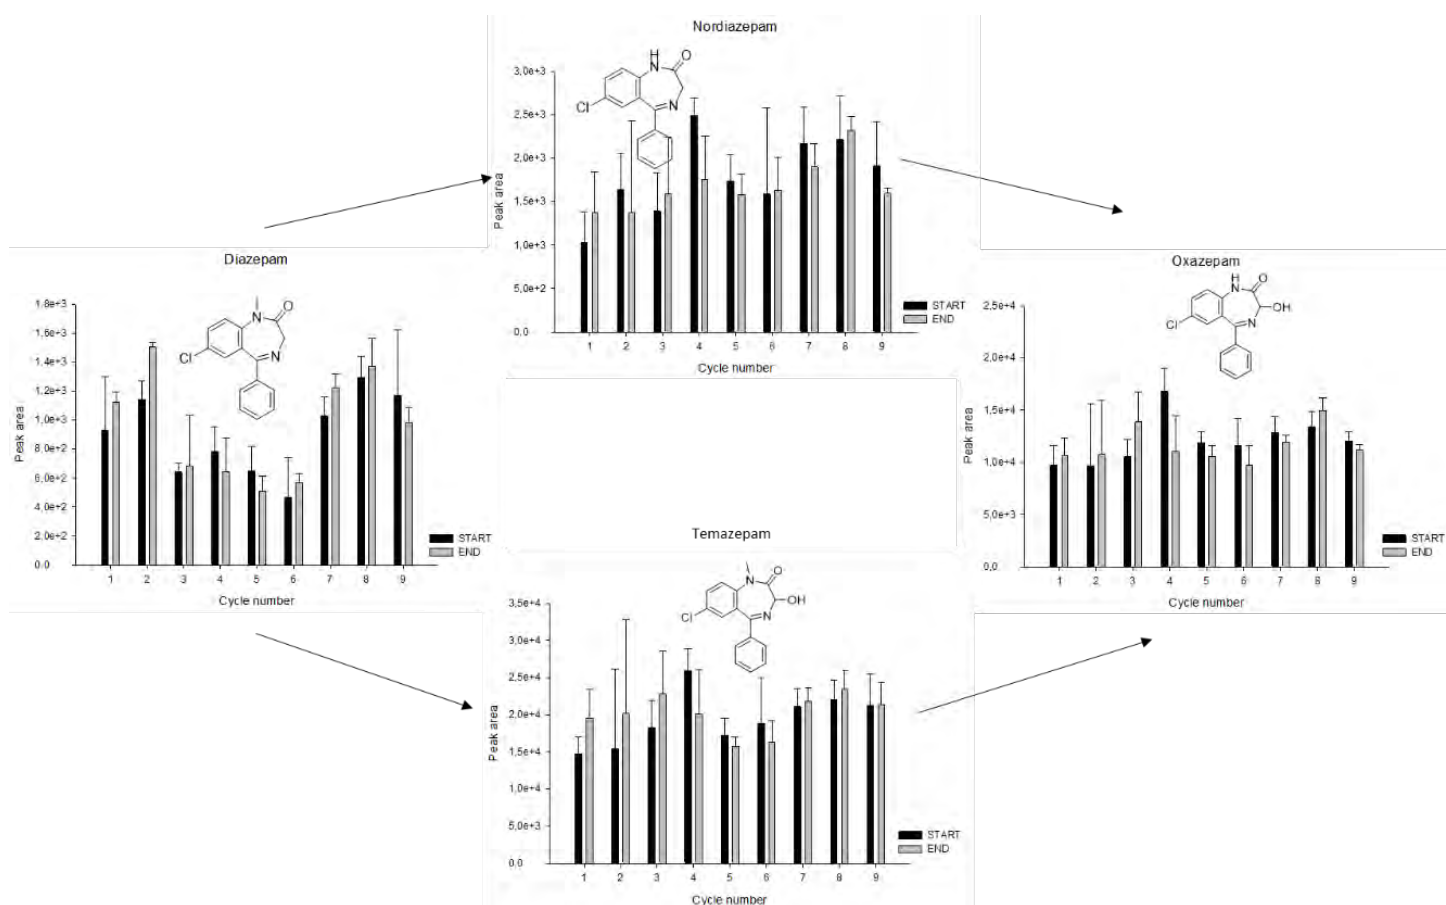 Nordiazepam
H
N
O
Cl
N
3,0e+3
2,5e+3
2,0e+3
1,5e+3
1,0e+3
5,0e+2
0,0
Peak area
1 2 3 4 5 6 7 8 9
Cycle number
START
END
Diazepam
N
O
Cl
N
1.8e+3
1.6e+3
1.4e+3
1.2e+3
1.0e+3
8.0e+2
6.0e+2
4.0e+2
2.0e+2
0.0
Peak area
1 2 3 4 5 6 7 8 9
Cycle number
START
END
Oxazepam
H
N
O
OH
Cl
N
2,5e+4
2,0e+4
1,5e+4
1,0e+4
5,0e+3
0,0
Peak area
1 2 3 4 5 6 7 8 9
Cycle number
START
END
Temazepam
N
O
OH
Cl
N
3,5e+4
3,0e+4
2,5e+4
2,0e+4
1,5e+4
1,0e+4
5,0e+3
0,0
Peak area
1 2 3 4 5 6 7 8 9
Cycle number
START
END